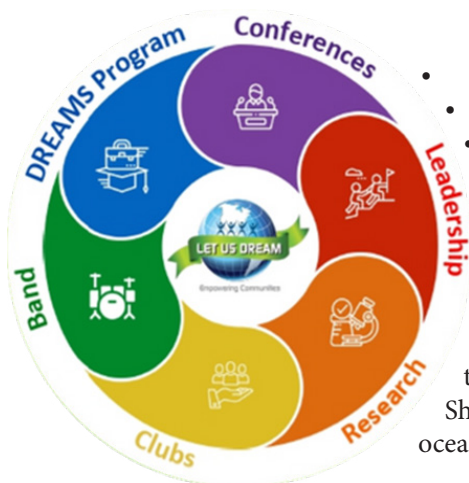 Conferences
DREAMS Program
Leadership
Band
LET US DREAM
Empowering Communities
Research
Clubs
t
Sh
ocea